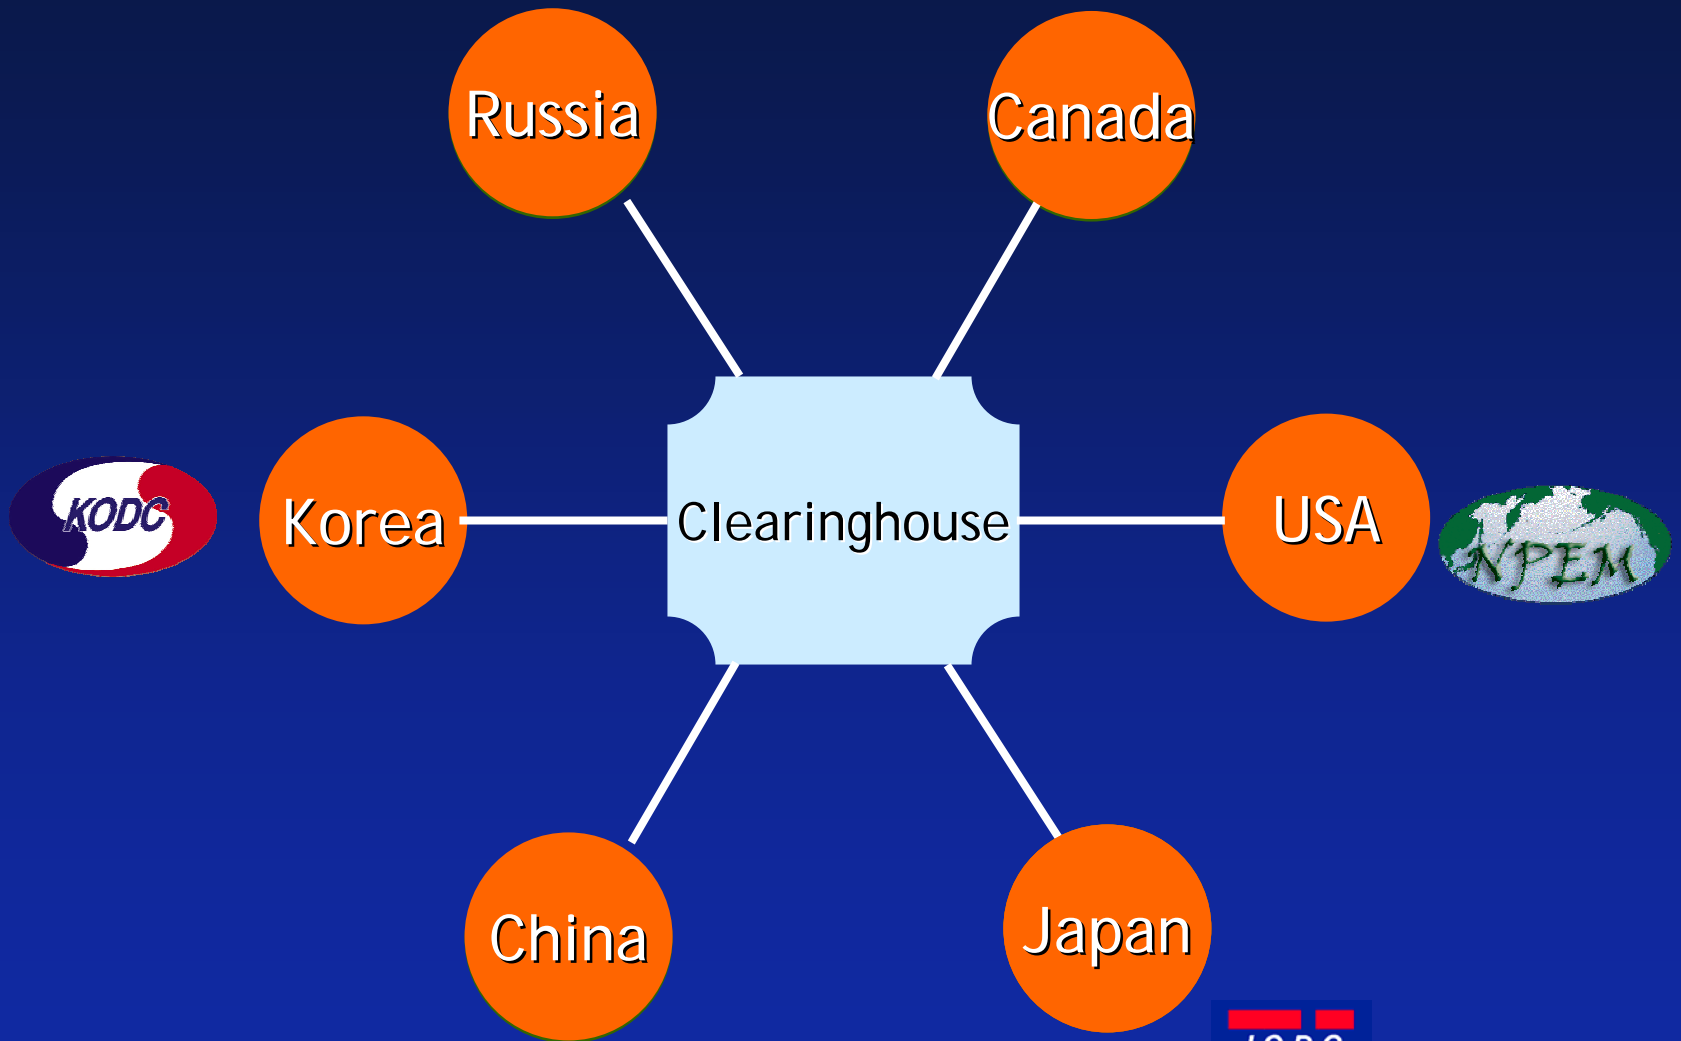 Russia
Canada
KODC
Korea
Clearinghouse
USA
NPEM
China
Japan